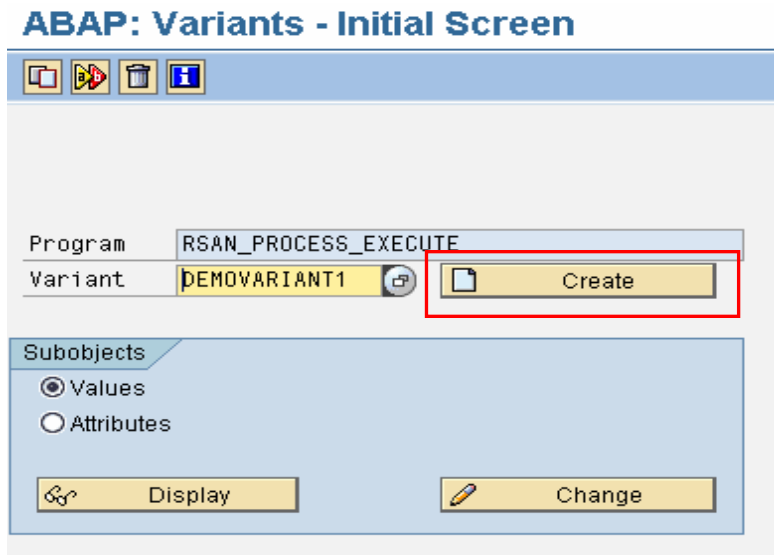 ABAP: Variants - Initial Screen
Program RSAN_PROCESS_EXECUTE
Variant DEMOVARIANT1 Create
Subobjects
Values
Attributes
Display Change